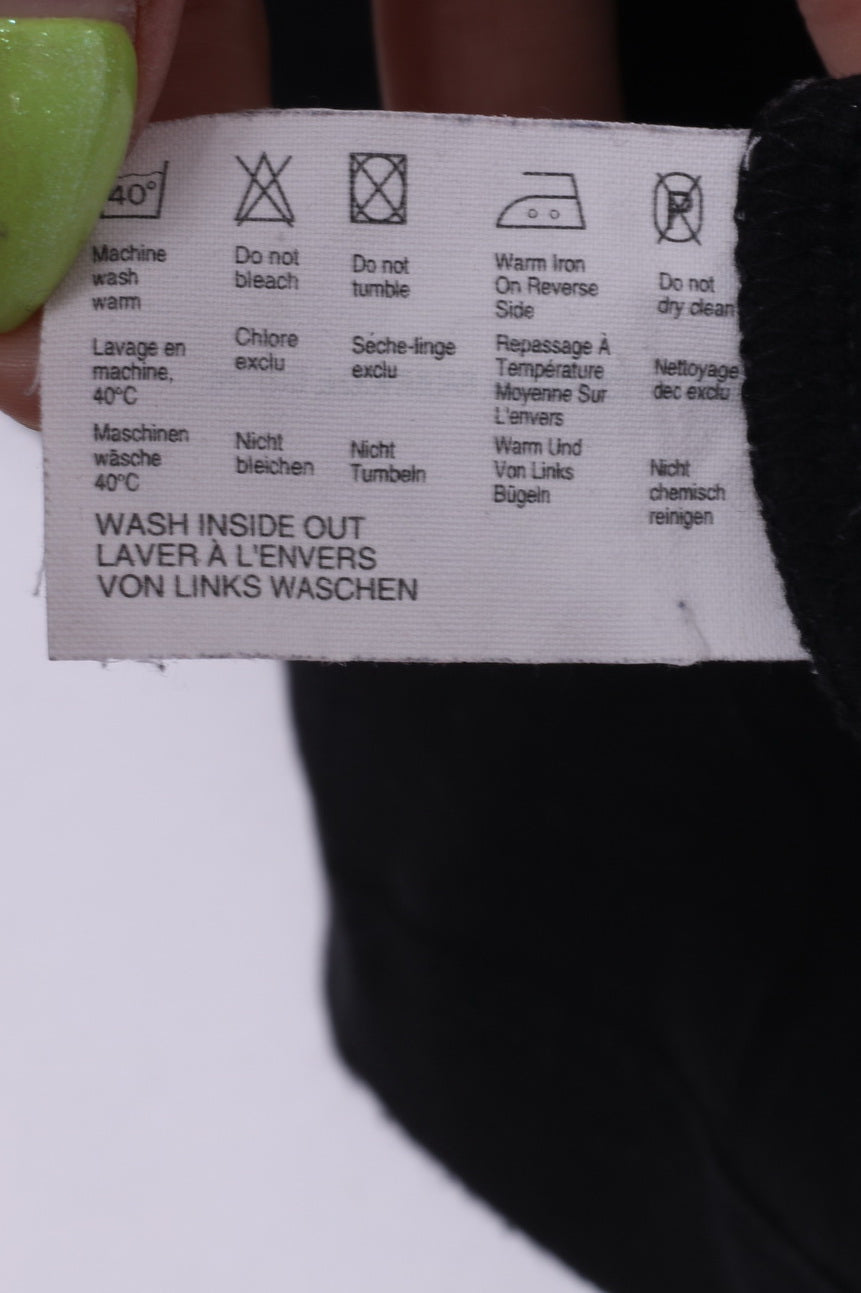 40°
P
Machine
wash
warm
Do not
bleach
Do not
tumble
Warm Iron
On Reverse
Side
Do not
dry clean
Lavage en
machine,
40°C
Chlore
exclu
Séche-linge
exclu
Repassage À
Température
Moyenne Sur
L'envers
Nettoyage
dec exclu
Maschinen
wäsche
40°C
Nicht
bleichen
Nicht
Tumbeln
Warm Und
Von Links
Bügeln
Nicht
chemisch
reinigen
WASH INSIDE OUT
LAVER À L'ENVERS
VON LINKS WASCHEN